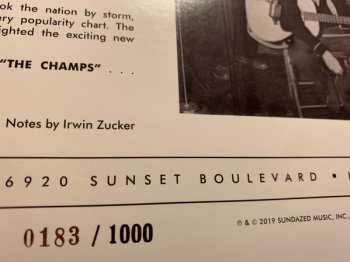 ok the nation by storm,
ery popularity chart. The
ighted the exciting new
"THE CHAMPS" . . .
Notes by Irwin Zucker
6920 SUNSET BOULEVARD •
℗ & © 2019 SUNDAZED MUSIC, INC.
0183 / 1000